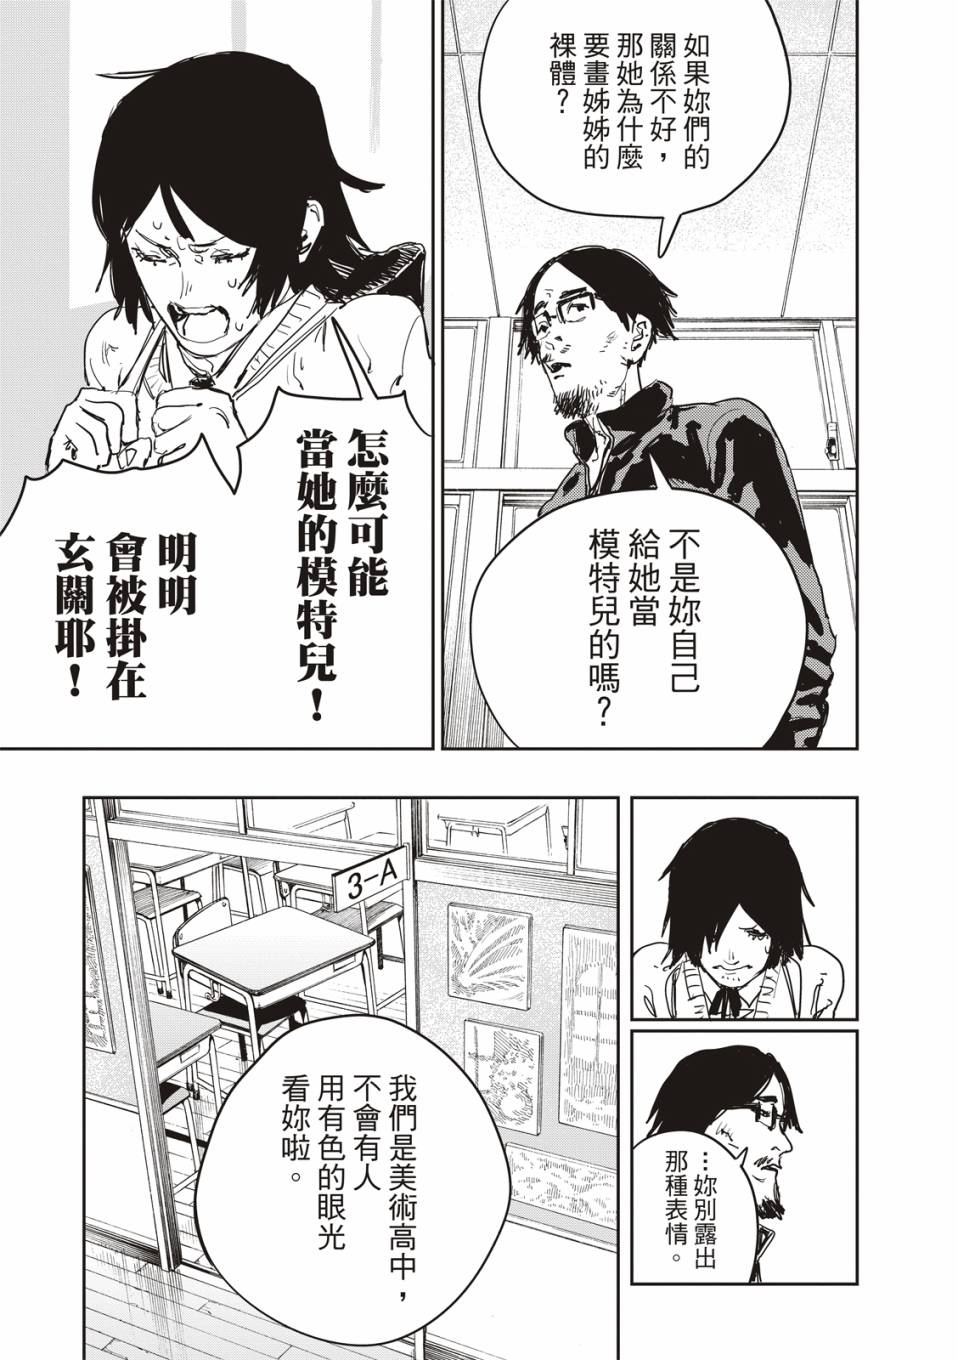 如果妳們的
關係不好，
那她為什麼
要畫姊姊的
裸體？
不是妳自己
給她當
模特兒的嗎？
怎麼可能
當她的模特兒！
明明
會被掛在
玄關耶！
…妳別露出
那種表情。
3-A
我們是美術高中，
不會有人
用有色的眼光
看妳啦。